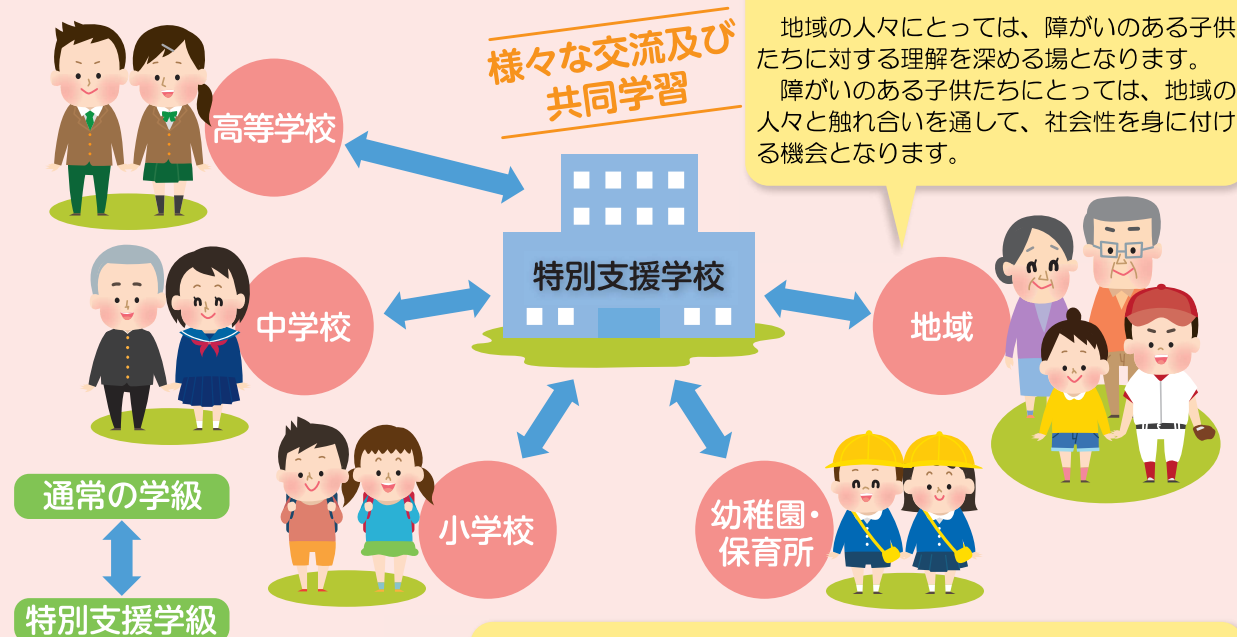 様々な交流及び
共同学習
　地域の人々にとっては、障がいのある子供
たちに対する理解を深める場となります。
　障がいのある子供たちにとっては、地域の
人々と触れ合いを通して、社会性を身に付け
る機会となります。
高等学校
特別支援学校
中学校
地域
小学校
幼稚園・
保育所
通常の学級
特別支援学級